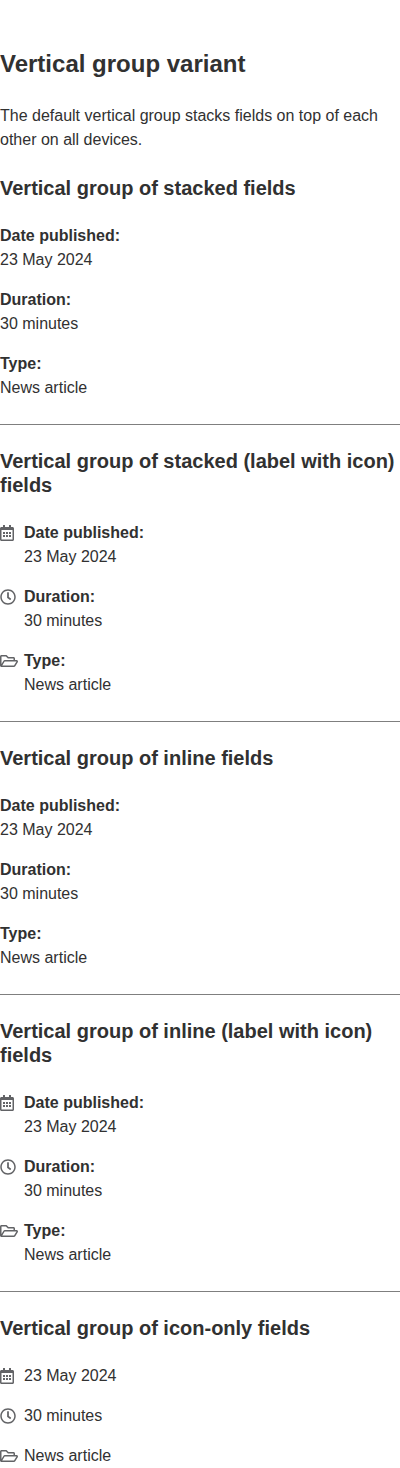 Vertical group variant
The default vertical group stacks fields on top of each
other on all devices.
Vertical group of stacked fields
Date published:
23 May 2024
Duration:
30 minutes
Type:
News article
Vertical group of stacked (label with icon)
fields
Date published:
23 May 2024
Duration:
30 minutes
Type:
News article
Vertical group of inline fields
Date published:
23 May 2024
Duration:
30 minutes
Type:
News article
Vertical group of inline (label with icon)
fields
Date published:
23 May 2024
Duration:
30 minutes
Type:
News article
Vertical group of icon-only fields
23 May 2024
30 minutes
News article